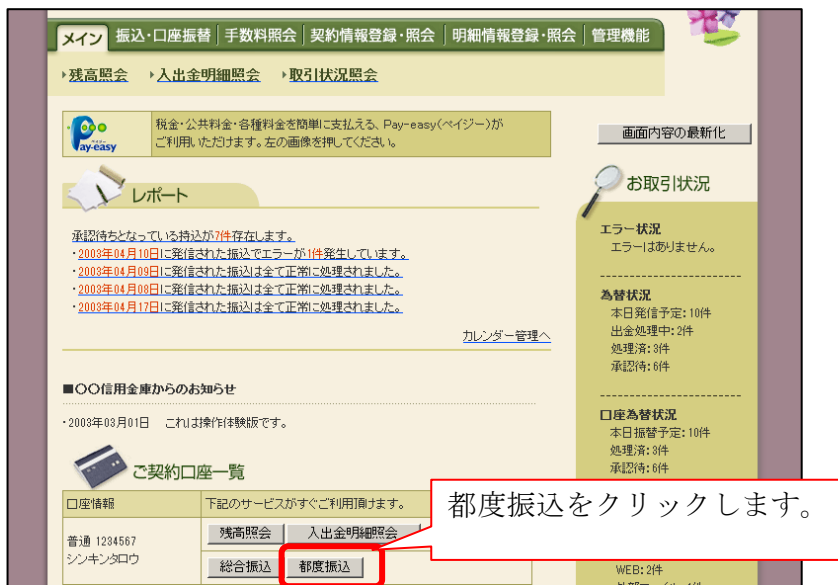 メイン 振込・口座振替 手数料照会 契約情報登録・照会 明細情報登録・照会 管理機能
残高照会 入出金明細照会 取引状況照会
Pay-easy
税金・公共料金・各種料金を簡単に支払える、Pay-easy(ペイジー)が
ご利用いただけます。左の画像を押してください。
画面内容の最新化
レポート
承認待ちとなっている持込が7件存在します。
・2003年04月10日に発信された振込でエラーが1件発生しています。
・2003年04月09日に発信された振込は全て正常に処理されました。
・2003年04月08日に発信された振込は全て正常に処理されました。
・2003年04月17日に発信された振込は全て正常に処理されました。
カレンダー管理へ
■〇〇信用金庫からのお知らせ
・2003年03月01日 これは操作体験版です。
ご契約口座一覧
口座情報 下記のサービスがすぐご利用頂けます。
普通 1234567
シンキンタロウ
残高照会 入出金明細照会
総合振込 都度振込
お取引状況
エラー状況
エラーはありません。
為替状況
本日発信予定:10件
出金処理中:2件
処理済:3件
承認待:6件
口座為替状況
本日振替予定:10件
処理済:3件
承認待:6件
都度振込をクリックします。
WEB:2件